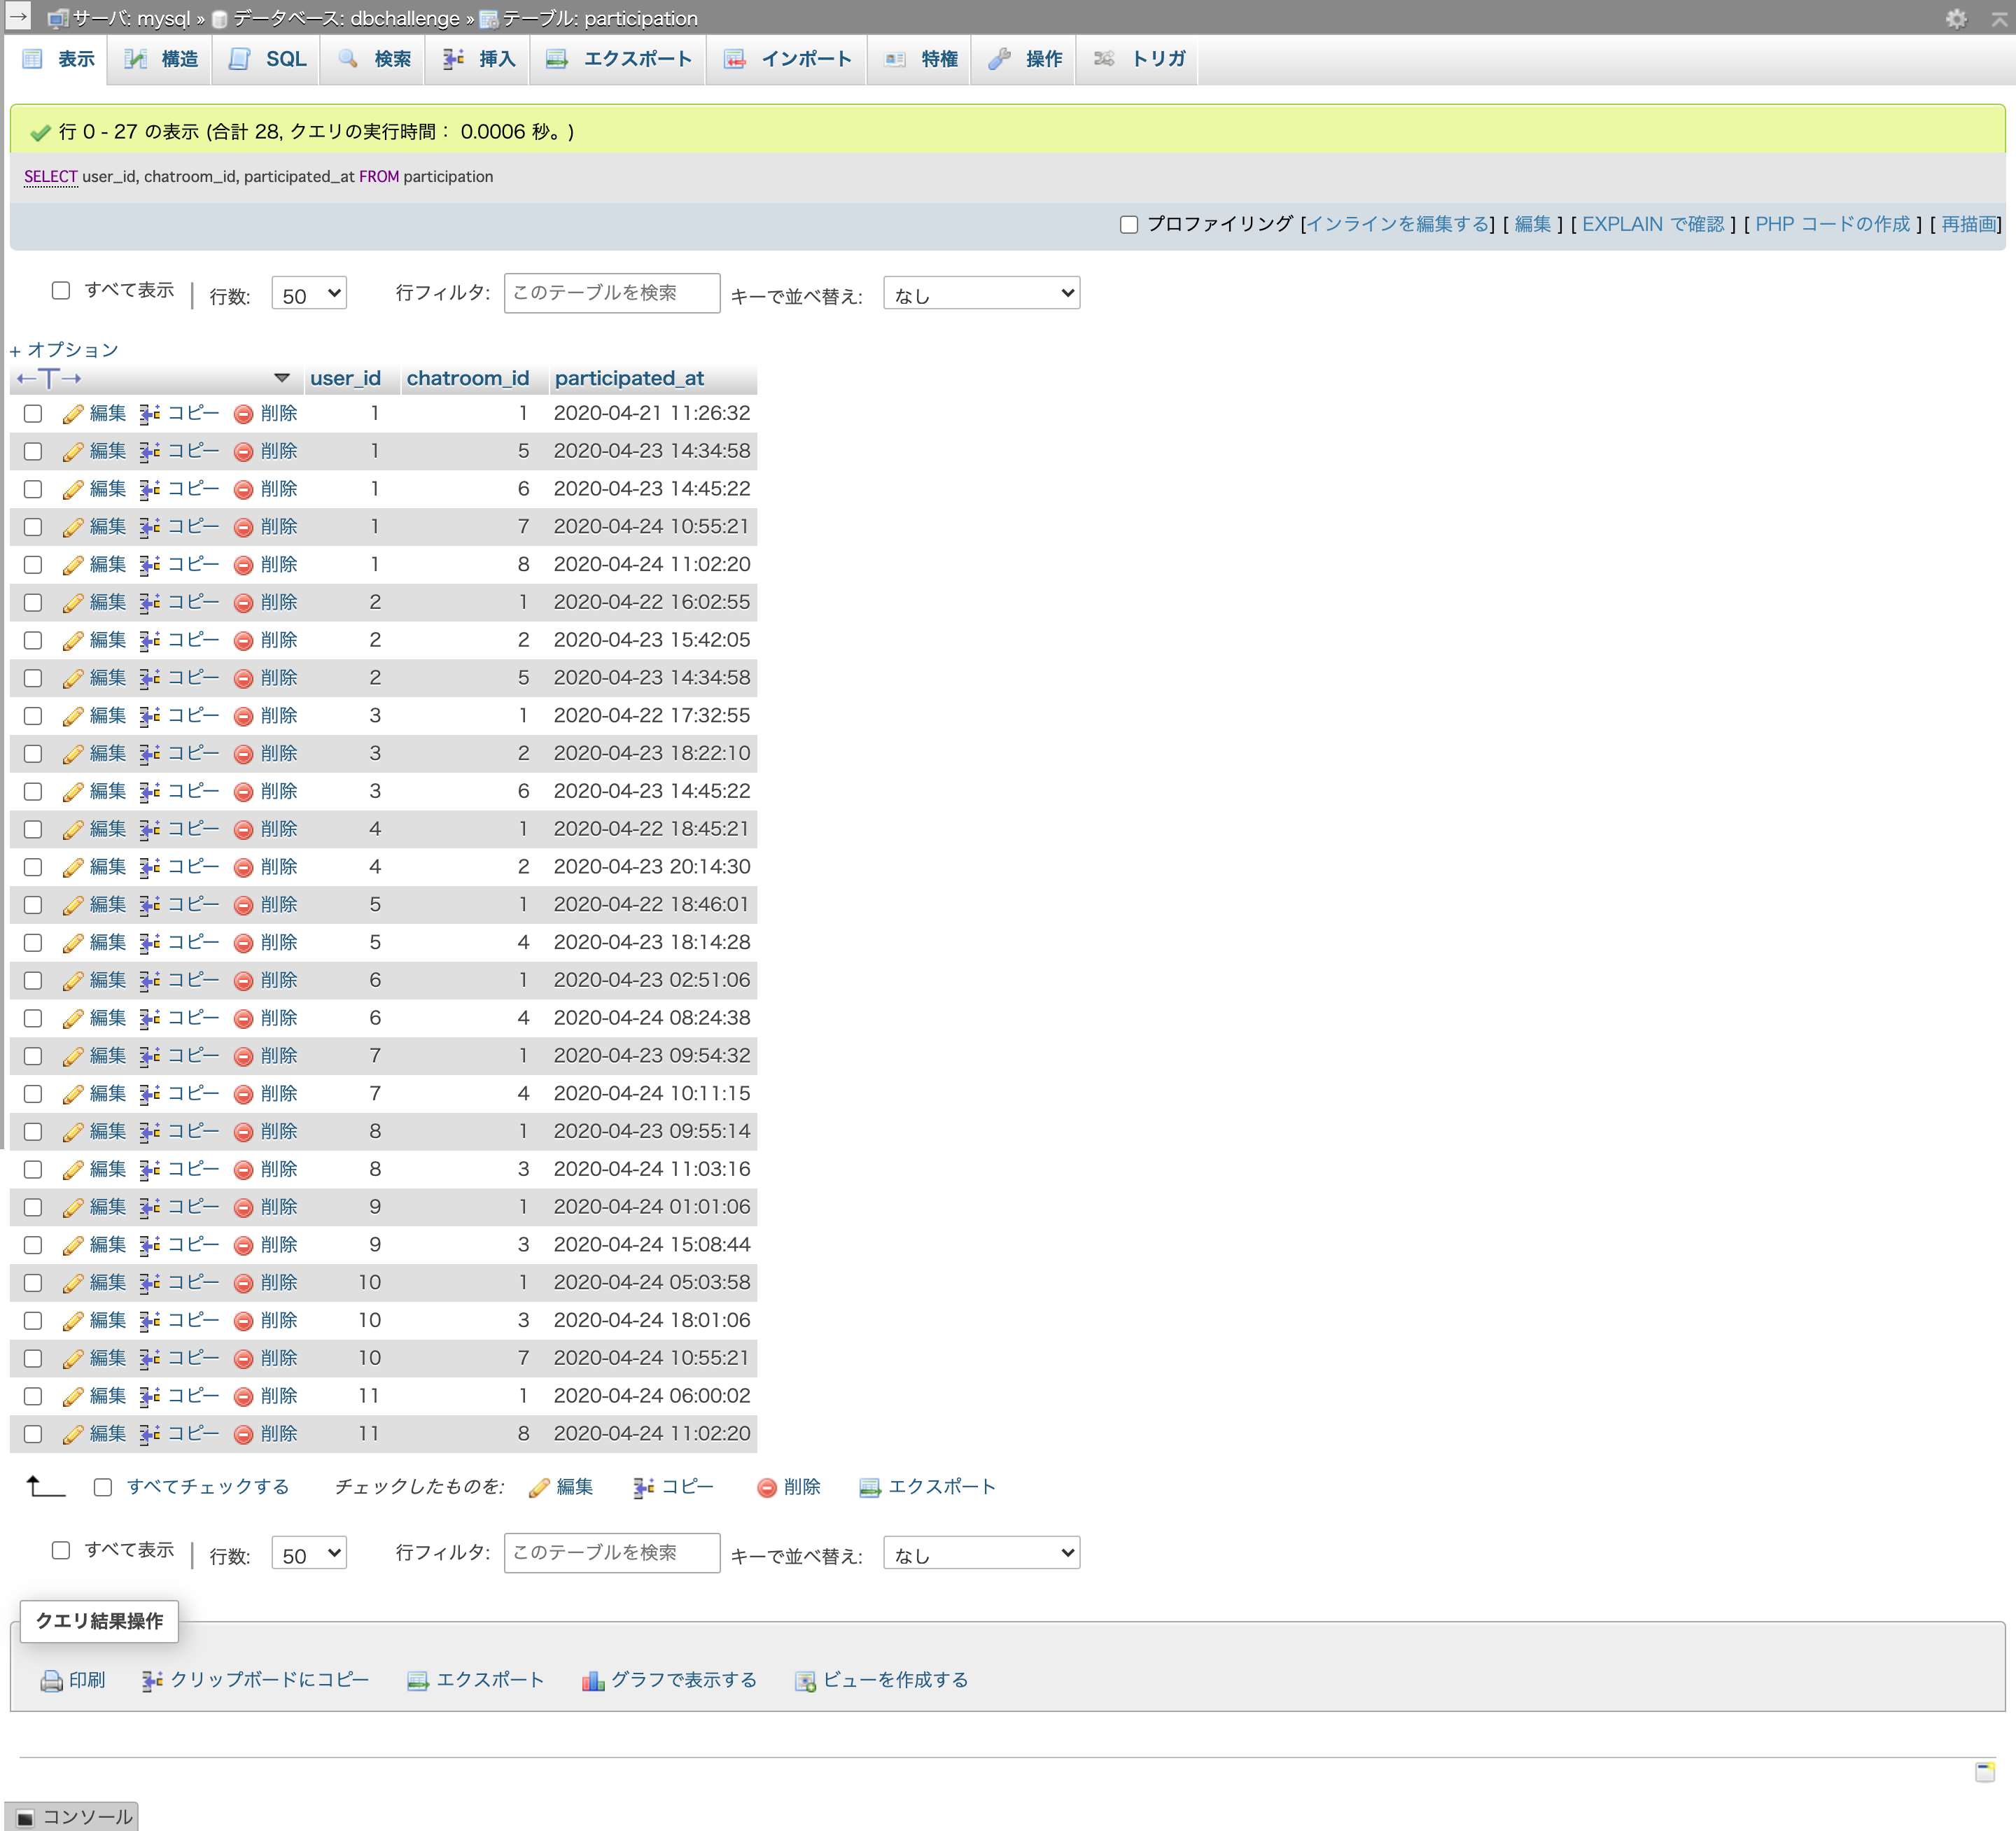 サーバ: mysql » データベース: dbchallenge » テーブル: participation
表示 構造 SQL 検索 挿入 エクスポート インポート 特権 操作 トリガ
行 0 - 27 の表示 (合計 28, クエリの実行時間： 0.0006 秒。)
SELECT user_id, chatroom_id, participated_at FROM participation
プロファイリング [インラインを編集する] [ 編集 ] [ EXPLAIN で確認 ] [ PHP コードの作成 ] [ 再描画]
すべて表示 | 行数: 50 行フィルタ: このテーブルを検索 キーで並べ替え: なし
+ オプション
←T→ user_id chatroom_id participated_at
編集 コピー 削除 1 1 2020-04-21 11:26:32
編集 コピー 削除 1 5 2020-04-23 14:34:58
編集 コピー 削除 1 6 2020-04-23 14:45:22
編集 コピー 削除 1 7 2020-04-24 10:55:21
編集 コピー 削除 1 8 2020-04-24 11:02:20
編集 コピー 削除 2 1 2020-04-22 16:02:55
編集 コピー 削除 2 2 2020-04-23 15:42:05
編集 コピー 削除 2 5 2020-04-23 14:34:58
編集 コピー 削除 3 1 2020-04-22 17:32:55
編集 コピー 削除 3 2 2020-04-23 18:22:10
編集 コピー 削除 3 6 2020-04-23 14:45:22
編集 コピー 削除 4 1 2020-04-22 18:45:21
編集 コピー 削除 4 2 2020-04-23 20:14:30
編集 コピー 削除 5 1 2020-04-22 18:46:01
編集 コピー 削除 5 4 2020-04-23 18:14:28
編集 コピー 削除 6 1 2020-04-23 02:51:06
編集 コピー 削除 6 4 2020-04-24 08:24:38
編集 コピー 削除 7 1 2020-04-23 09:54:32
編集 コピー 削除 7 4 2020-04-24 10:11:15
編集 コピー 削除 8 1 2020-04-23 09:55:14
編集 コピー 削除 8 3 2020-04-24 11:03:16
編集 コピー 削除 9 1 2020-04-24 01:01:06
編集 コピー 削除 9 3 2020-04-24 15:08:44
編集 コピー 削除 10 1 2020-04-24 05:03:58
編集 コピー 削除 10 3 2020-04-24 18:01:06
編集 コピー 削除 10 7 2020-04-24 10:55:21
編集 コピー 削除 11 1 2020-04-24 06:00:02
編集 コピー 削除 11 8 2020-04-24 11:02:20
すべてチェックする チェックしたものを: 編集 コピー 削除 エクスポート
すべて表示 | 行数: 50 行フィルタ: このテーブルを検索 キーで並べ替え: なし
クエリ結果操作
印刷 クリップボードにコピー エクスポート グラフで表示する ビューを作成する
コンソール